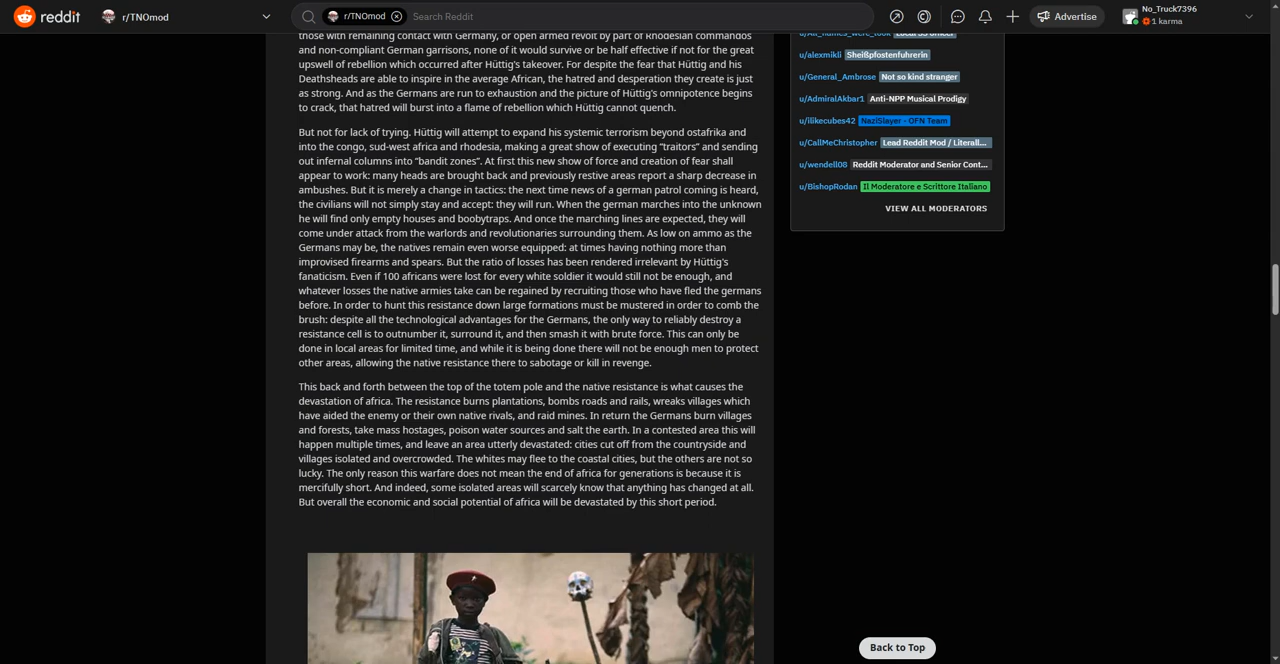 reddit
r/TNOmod
r/TNOmod
Search Reddit
Advertise
No_Truck7396
1 karma
those with remaining contact with Germany, or open armed revolt by part of Rhodesian commandos
and non-compliant German garrisons, none of it would survive or be half effective if not for the great
upswell of rebellion which occurred after Hüttig's takeover. For despite the fear that Hüttig and his
Deathsheads are able to inspire in the average African, the hatred and desperation they create is just
as strong. And as the Germans are run to exhaustion and the picture of Hüttig's omnipotence begins
to crack, that hatred will burst into a flame of rebellion which Hüttig cannot quench.
But not for lack of trying. Hüttig will attempt to expand his systemic terrorism beyond ostafrika and
into the congo, sud-west africa and rhodesia, making a great show of executing “traitors” and sending
out infernal columns into “bandit zones”. At first this new show of force and creation of fear shall
appear to work: many heads are brought back and previously restive areas report a sharp decrease in
ambushes. But it is merely a change in tactics: the next time news of a german patrol coming is heard,
the civilians will not simply stay and accept: they will run. When the german marches into the unknown
he will find only empty houses and boobytraps. And once the marching lines are expected, they will
come under attack from the warlords and revolutionaries surrounding them. As low on ammo as the
Germans may be, the natives remain even worse equipped: at times having nothing more than
improvised firearms and spears. But the ratio of losses has been rendered irrelevant by Hüttig's
fanaticism. Even if 100 africans were lost for every white soldier it would still not be enough, and
whatever losses the native armies take can be regained by recruiting those who have fled the germans
before. In order to hunt this resistance down large formations must be mustered in order to comb the
brush: despite all the technological advantages for the Germans, the only way to reliably destroy a
resistance cell is to outnumber it, surround it, and then smash it with brute force. This can only be
done in local areas for limited time, and while it is being done there will not be enough men to protect
other areas, allowing the native resistance there to sabotage or kill in revenge.
This back and forth between the top of the totem pole and the native resistance is what causes the
devastation of africa. The resistance burns plantations, bombs roads and rails, wreaks villages which
have aided the enemy or their own native rivals, and raid mines. In return the Germans burn villages
and forests, take mass hostages, poison water sources and salt the earth. In a contested area this will
happen multiple times, and leave an area utterly devastated: cities cut off from the countryside and
villages isolated and overcrowded. The whites may flee to the coastal cities, but the others are not so
lucky. The only reason this warfare does not mean the end of africa for generations is because it is
mercifully short. And indeed, some isolated areas will scarcely know that anything has changed at all.
But overall the economic and social potential of africa will be devastated by this short period.
u/alexmikli Sheißpfostenfuhrerin
u/General_Ambrose Not so kind stranger
u/AdmiralAkbar1 Anti-NPP Musical Prodigy
u/ilikecubes42 NaziSlayer - OFN Team
u/CallMeChristopher Lead Reddit Mod / Literall...
u/wendell08 Reddit Moderator and Senior Cont...
u/BishopRodan Il Moderatore e Scrittore Italiano
VIEW ALL MODERATORS
Back to Top